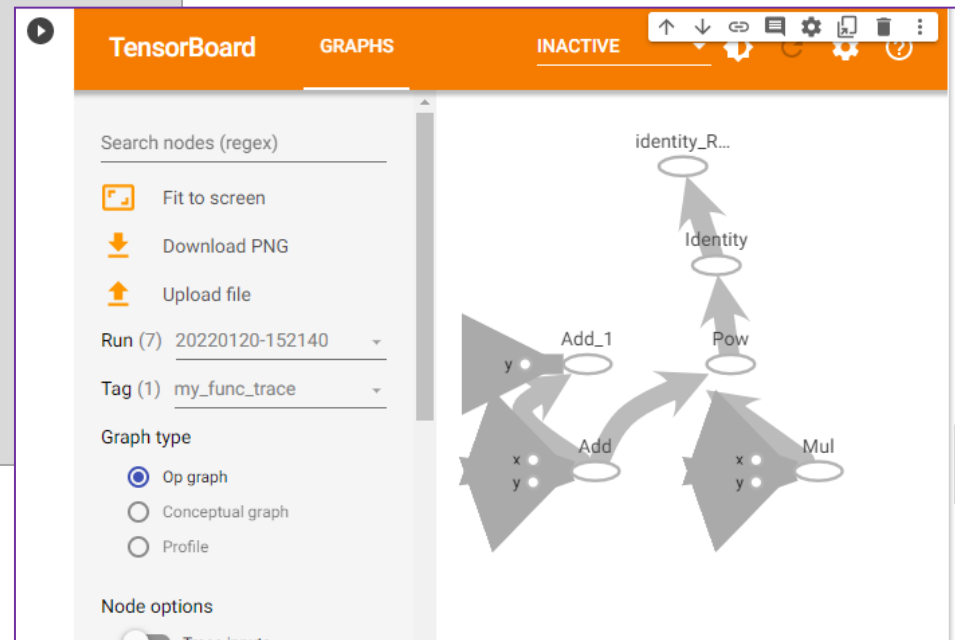 TensorBoard GRAPHS INACTIVE
Search nodes (regex)
Fit to screen
Download PNG
Upload file
Run (7) 20220120-152140
Tag (1) my_func_trace
Graph type
Op graph
Conceptual graph
Profile
Node options
identity_R...
Identity
Add_1
Pow
y
Add
Mul
x
y
x
y